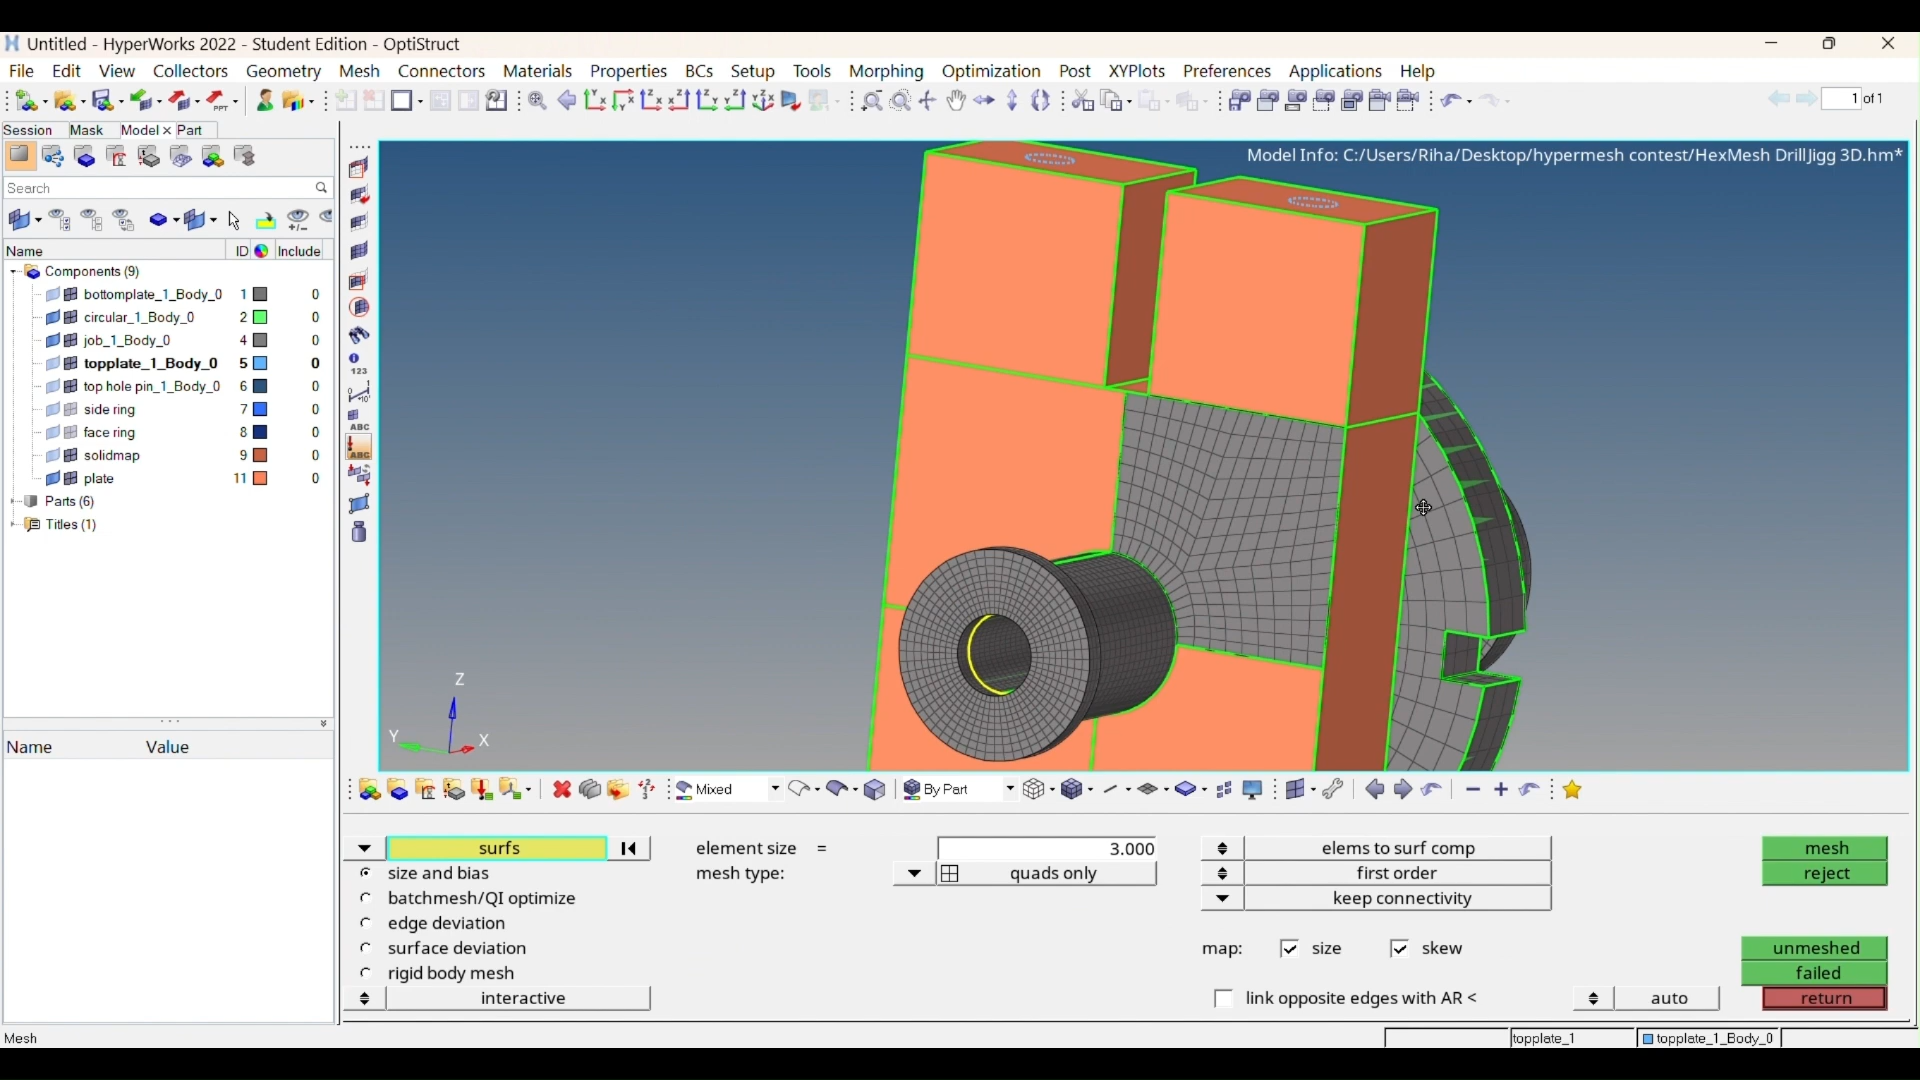 Untitled - HyperWorks 2022 - Student Edition - OptiStruct
File Edit View Collectors Geometry Mesh Connectors Materials Properties BCs Setup Tools Morphing Optimization Post XYPlots Preferences Applications Help
1 of 1
Session Mask Model x Part
Model Info: C:/Users/Riha/Desktop/hypermesh contest/HexMesh DrillJigg 3D.hm*
Search
Name ID Include
Components (9)
bottomplate_1_Body_0 1 0
circular_1_Body_0 2 0
job_1_Body_0 4 0
topplate_1_Body_0 5 0
top hole pin_1_Body_0 6 0
side ring 7 0
face ring 8 0
solidmap 9 0
plate 11 0
Parts (6)
Titles (1)
123
ABC
ABC
Z
Y
X
Name Value
Mixed By Part
surfs element size = 3.000 elems to surf comp mesh
size and bias mesh type: quads only first order reject
batchmesh/QI optimize keep connectivity
edge deviation
surface deviation map: size skew unmeshed
rigid body mesh failed
interactive link opposite edges with AR < auto return
Mesh topplate_1 topplate_1_Body_0